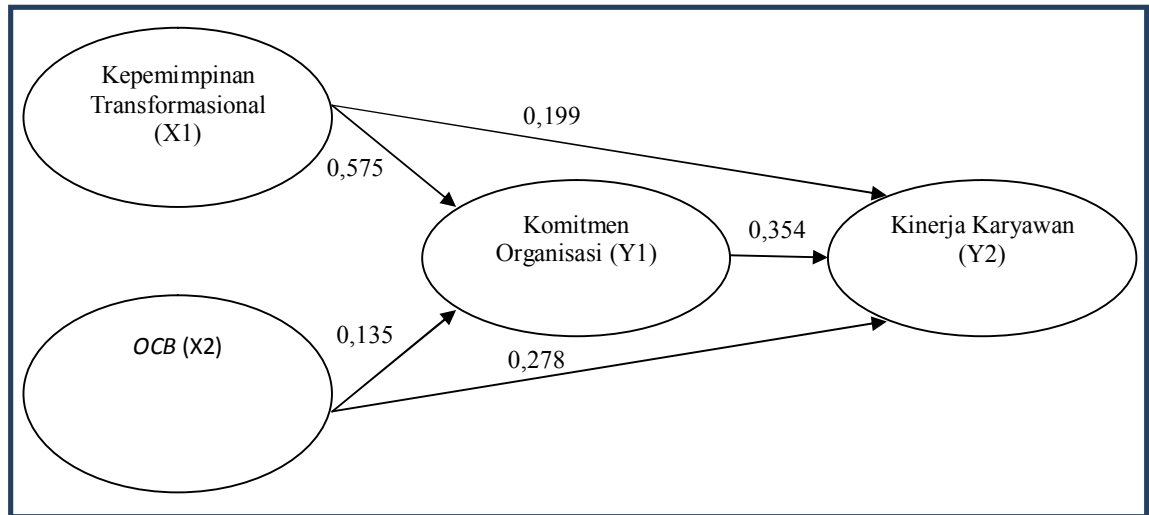 Kepemimpinan
Transformasional
(X1)
0,199
0,575
Komitmen
Organisasi (Y1)
0,354
Kinerja Karyawan
(Y2)
OCB (X2)
0,135
0,278